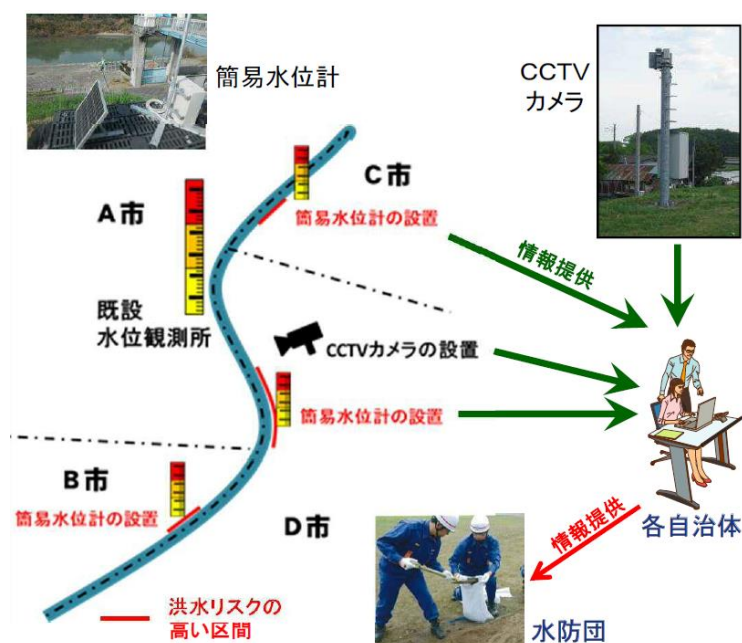 簡易水位計
CCTV
カメラ
C市
A市
簡易水位計の設置
情報提供
既設
水位観測所
CCTVカメラの設置
簡易水位計の設置
B市
簡易水位計の設置
D市
情報提供
各自治体
洪水リスクの
高い区間
水防団